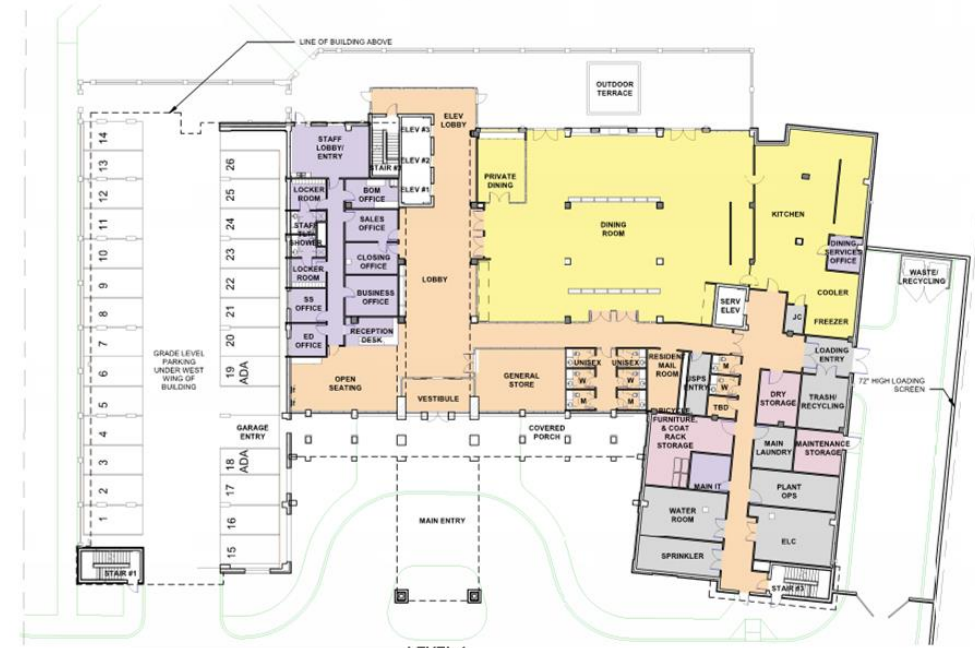 LINE OF BUILDING ABOVE
OUTDOOR
TERRACE
ELEV
LOBBY
ELEV #3
ELEV #2
ELEV #1
STAFF
LOBBY/
ENTRY
LOCKER
ROOM
BOM
OFFICE
SALES
OFFICE
SHOWER
CLOSING
OFFICE
LOCKER
ROOM
SS
OFFICE
BUSINESS
OFFICE
ED
OFFICE
RECEPTION
DESK
OPEN
SEATING
LOBBY
VESTIBULE
PRIVATE
DINING
DINING
ROOM
KITCHEN
DINING
SERVICES
OFFICE
COOLER
FREEZER
SERV
ELEV
JC
WASTE/
RECYCLING
LOADING
ENTRY
72" HIGH LOADING
SCREEN
GENERAL
STORE
UNISEX
W
M
UNISEX
W
M
RESIDENT
MAIL
ROOM
USPS
ENTRY
M
W
TBD
DRY
STORAGE
TRASH/
RECYCLING
BICYCLE,
FURNITURE,
& COAT
RACK
STORAGE
MAIN
LAUNDRY
MAINTENANCE
STORAGE
MAIN IT
PLANT
OPS
WATER
ROOM
ELC
SPRINKLER
STAIR #3
COVERED
PORCH
MAIN ENTRY
GARAGE
ENTRY
GRADE LEVEL
PARKING
UNDER WEST
WING OF
BUILDING
14
13
12
11
10
9
8
7
6
5
4
3
2
1
26
25
24
23
22
21
20
19
ADA
18
ADA
17
16
15
STAIR #1